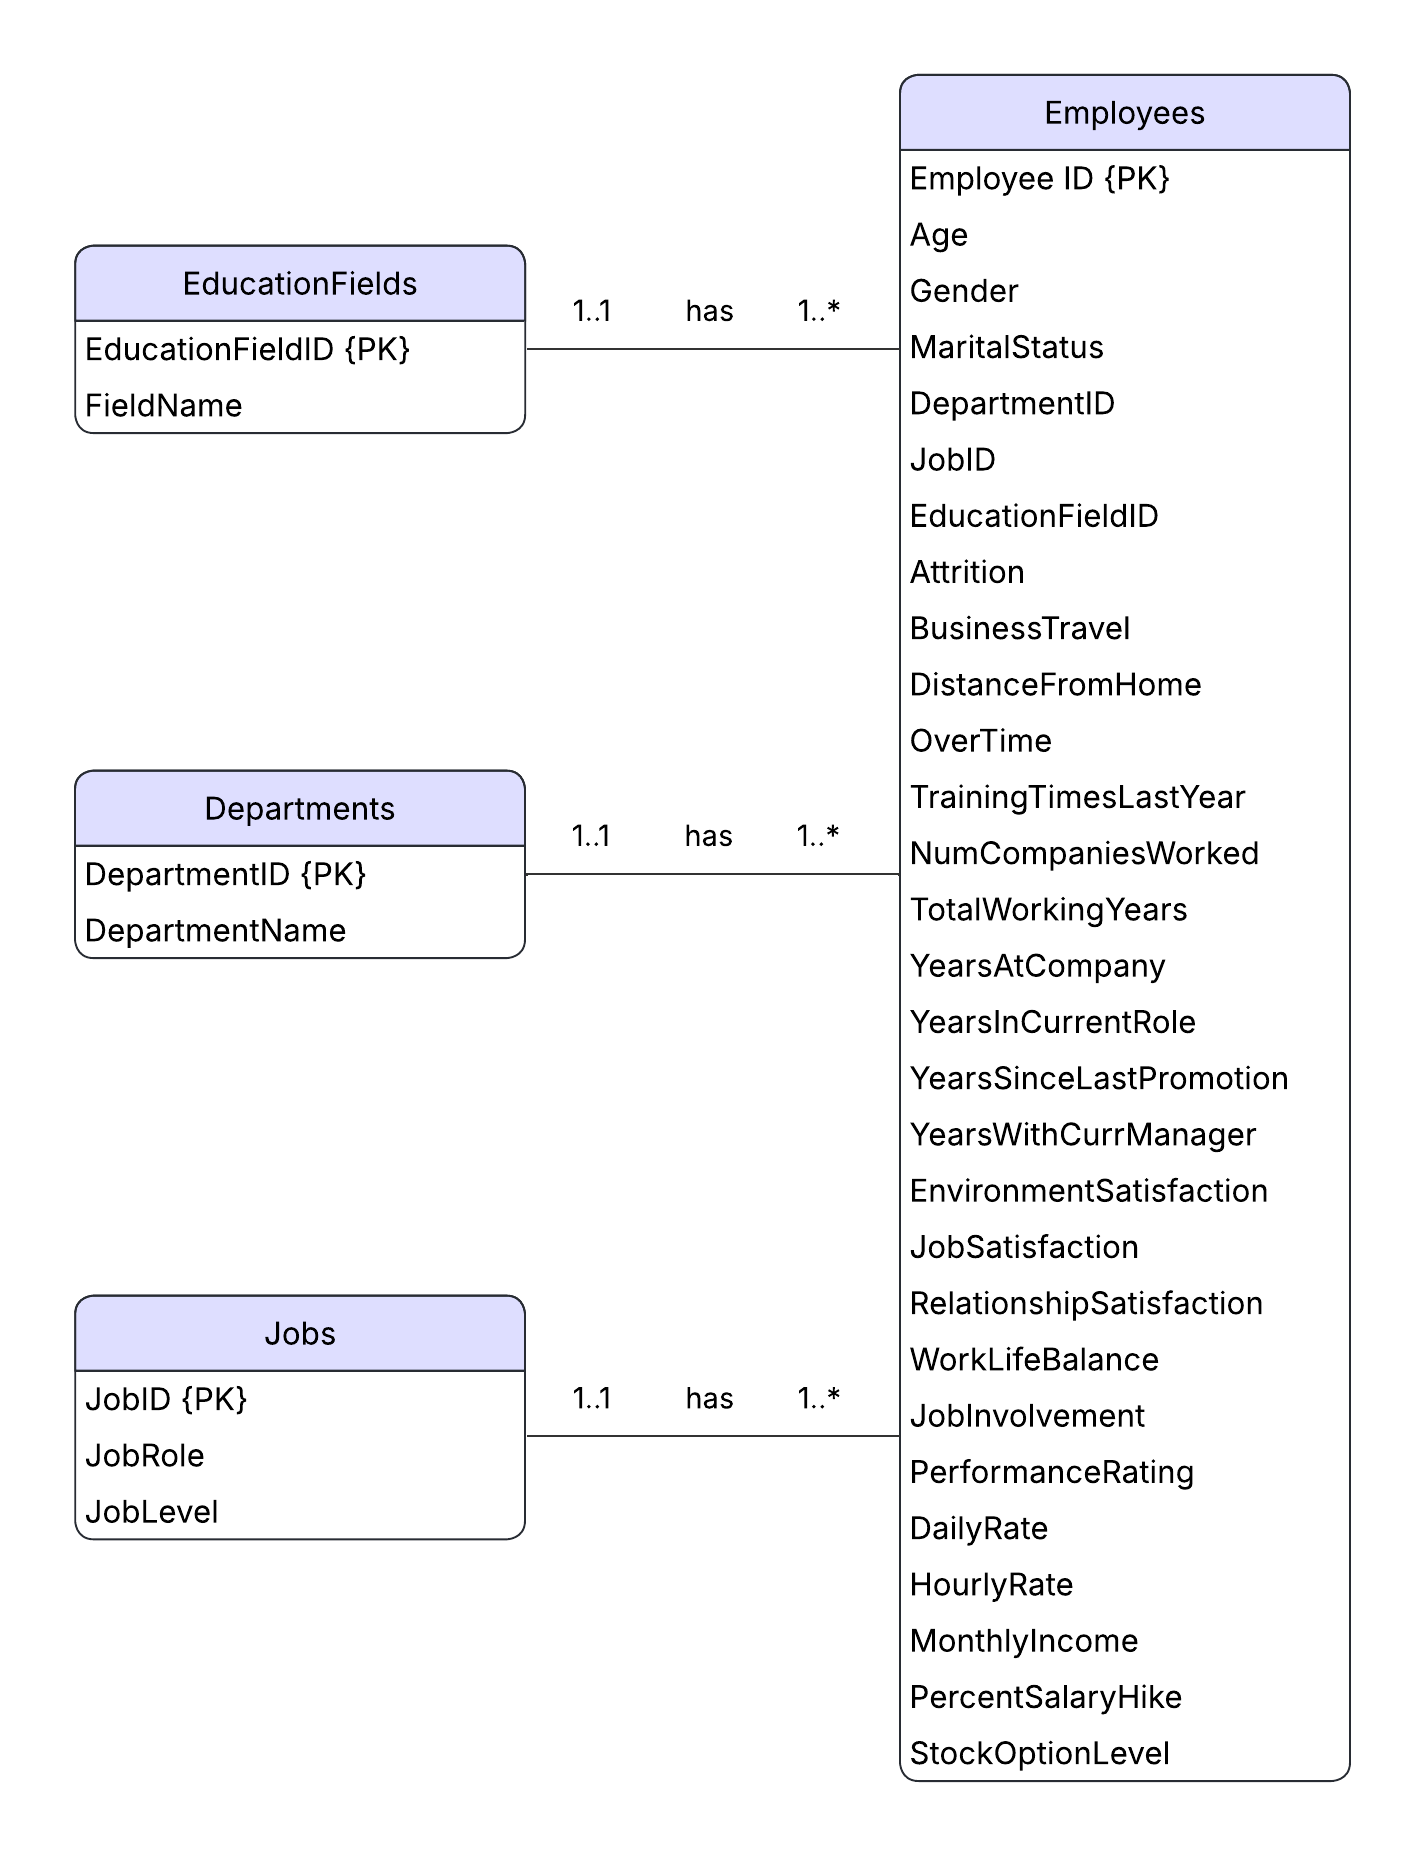 Employees
Employee ID {PK}
Age
Gender
MaritalStatus
DepartmentID
JobID
EducationFieldID
Attrition
BusinessTravel
DistanceFromHome
OverTime
TrainingTimesLastYear
NumCompaniesWorked
TotalWorkingYears
YearsAtCompany
YearsInCurrentRole
YearsSinceLastPromotion
YearsWithCurrManager
EnvironmentSatisfaction
JobSatisfaction
RelationshipSatisfaction
WorkLifeBalance
JobInvolvement
PerformanceRating
DailyRate
HourlyRate
MonthlyIncome
PercentSalaryHike
StockOptionLevel
EducationFields
EducationFieldID {PK}
FieldName
1..1 has 1..*
Departments
DepartmentID {PK}
DepartmentName
1..1 has 1..*
Jobs
JobID {PK}
JobRole
JobLevel
1..1 has 1..*